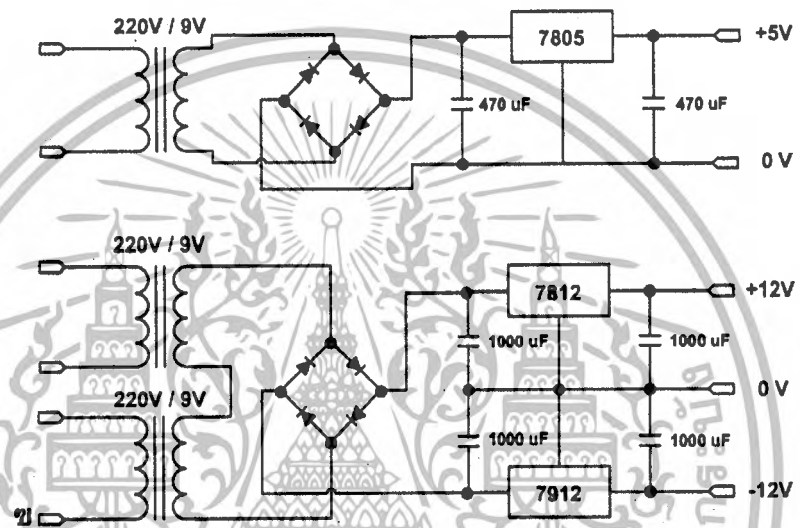 220V / 9V
7805
+5V
470 uF
470 uF
0 V
220V / 9V
7812
+12V
1000 uF
1000 uF
220V / 9V
0 V
1000 uF
1000 uF
7912
-12V